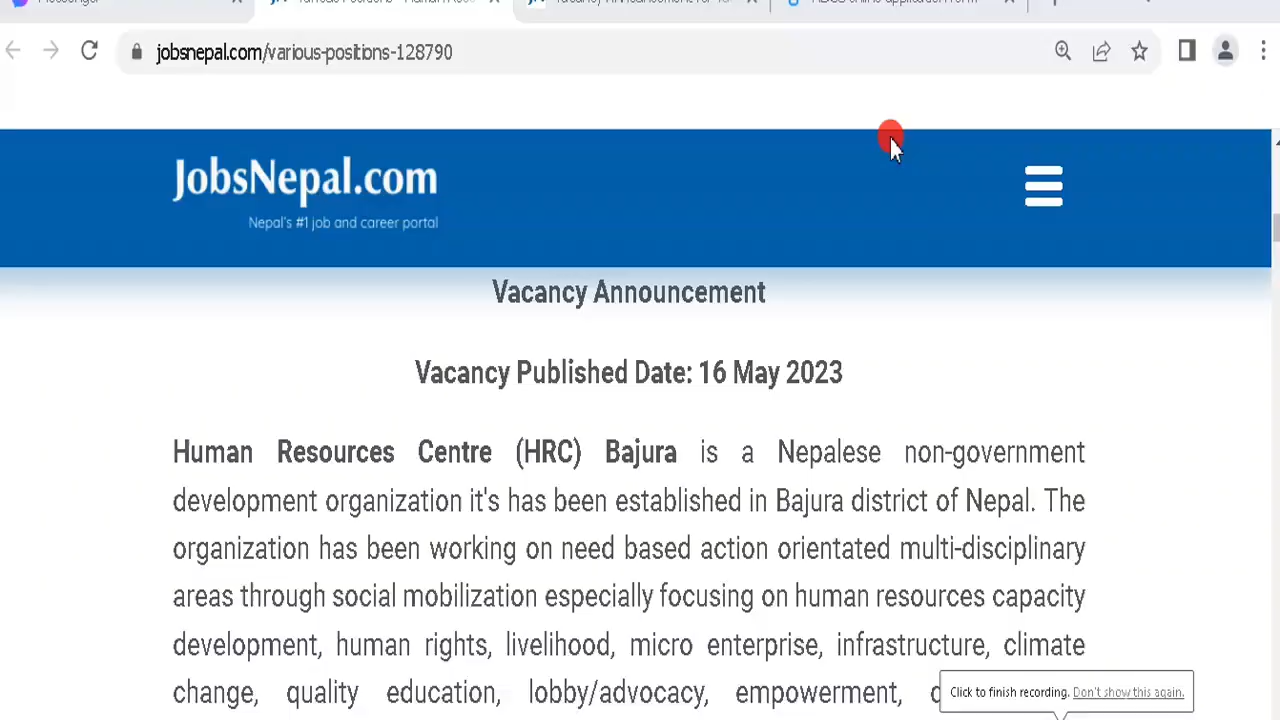 jobsnepal.com/various-positions-128790
JobsNepal.com
Nepal's #1 job and career portal
Vacancy Announcement
Vacancy Published Date: 16 May 2023
Human Resources Centre (HRC) Bajura is a Nepalese non-government
development organization it's has been established in Bajura district of Nepal. The
organization has been working on need based action orientated multi-disciplinary
areas through social mobilization especially focusing on human resources capacity
development, human rights, livelihood, micro enterprise, infrastructure, climate
change, quality education, lobby/advocacy, empowerment,
Click to finish recording. Don't show this again.